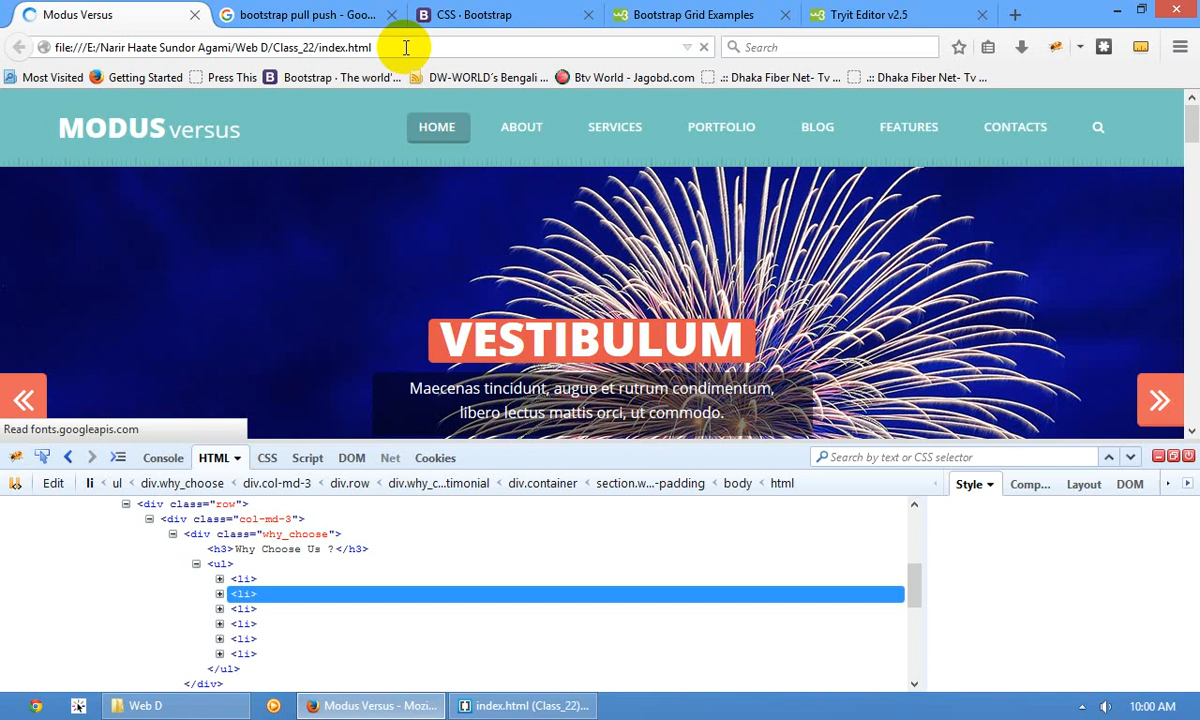 Modus Versus
bootstrap pull push - Goo...
CSS · Bootstrap
Bootstrap Grid Examples
Tryit Editor v2.5
file:///E:/Narir Haate Sundor Agami/Web D/Class_22/index.html
Search
Most Visited
Getting Started
Press This
Bootstrap · The world'...
DW-WORLD´s Bengali ...
Btv World - Jagobd.com
.:: Dhaka Fiber Net- Tv ...
.:: Dhaka Fiber Net- Tv ...
MODUS versus
HOME
ABOUT
SERVICES
PORTFOLIO
BLOG
FEATURES
CONTACTS
VESTIBULUM
Maecenas tincidunt, augue et rutrum condimentum,
libero lectus mattis orci, ut commodo.
Read fonts.googleapis.com
Console
HTML
CSS
Script
DOM
Net
Cookies
Search by text or CSS selector
Edit
li < ul < div.why_choose < div.col-md-3 < div.row < div.why_c...timonial < div.container < section.w...-padding < body < html
Style
Comp...
Layout
DOM
<div class="row">
<div class="col-md-3">
<div class="why_choose">
<h3>Why Choose Us ?</h3>
<ul>
<li>
<li>
<li>
<li>
<li>
<li>
</ul>
</div>
Web D
Modus Versus - Mozi...
index.html (Class_22)...
10:00 AM